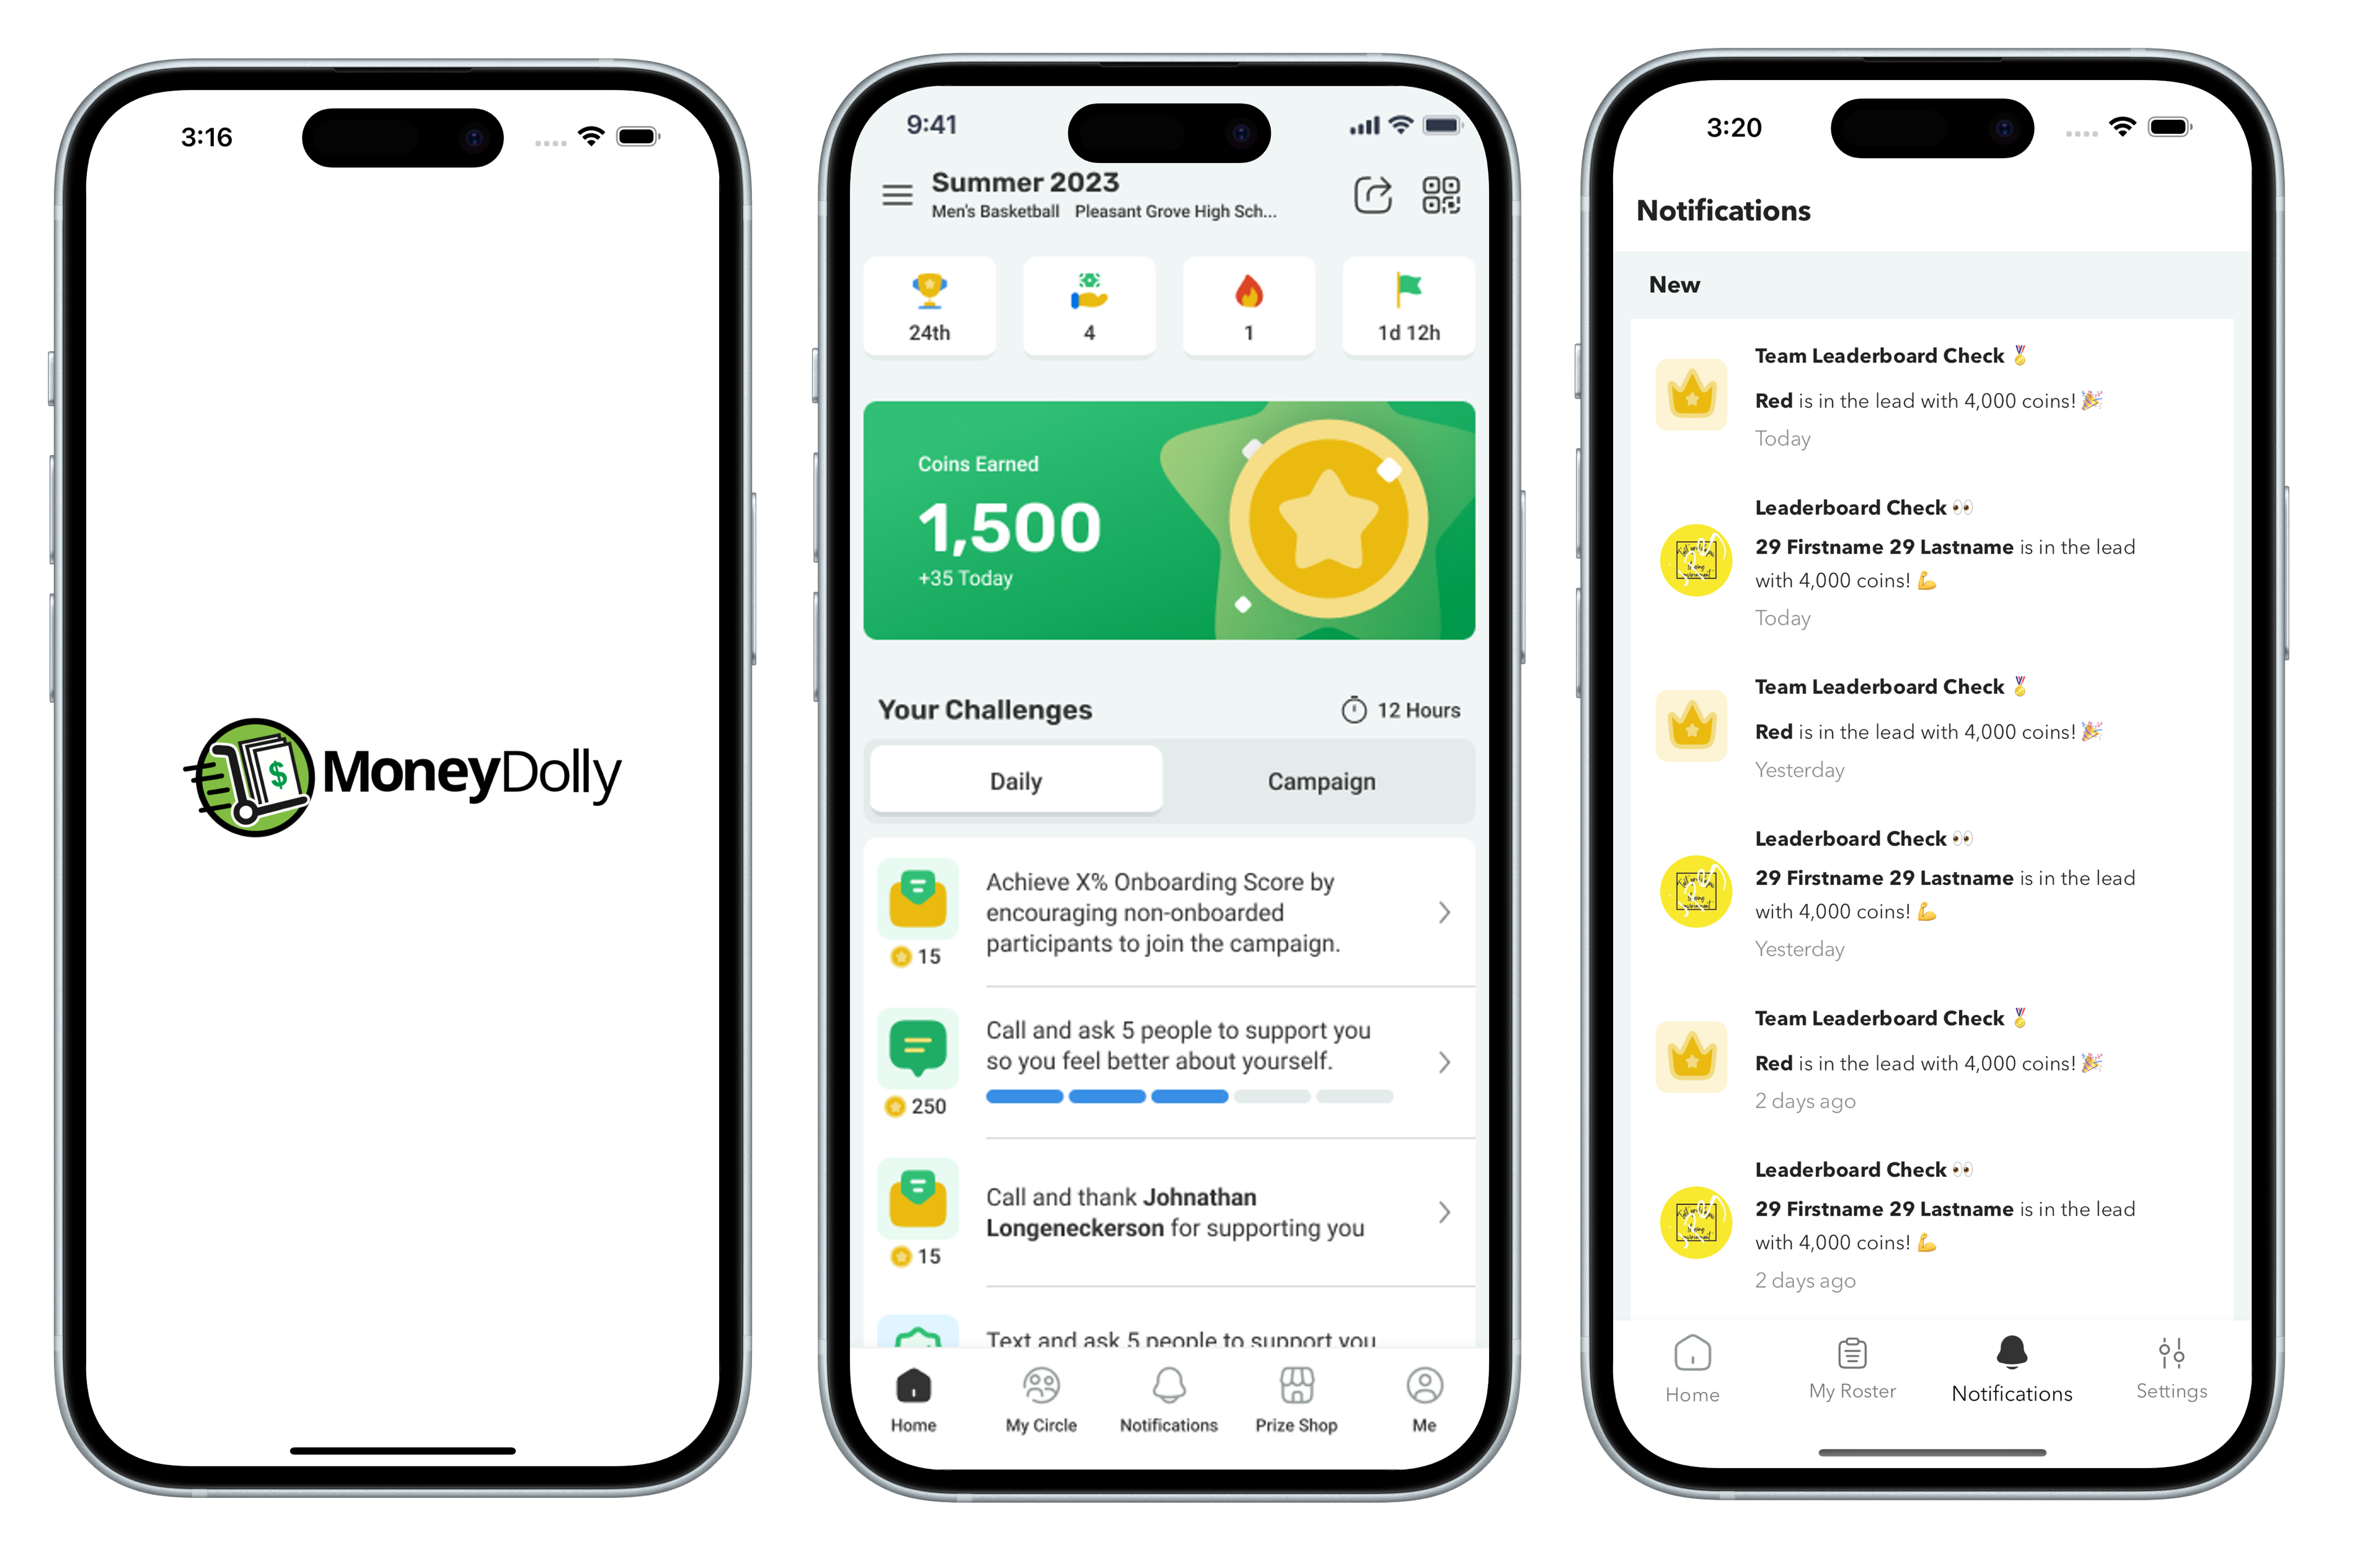 3:16
$
MoneyDolly
9:41
Summer 2023
Men's Basketball Pleasant Grove High Sch...
24th
4
1
1d 12h
Coins Earned
1,500
+35 Today
Your Challenges
12 Hours
Daily
Campaign
Achieve X% Onboarding Score by
encouraging non-onboarded
participants to join the campaign.
15
Call and ask 5 people to support you
so you feel better about yourself.
250
Call and thank Johnathan
Longeneckerson for supporting you
15
Text and ask 5 people to support you
Home
My Circle
Notifications
Prize Shop
Me
3:20
Notifications
New
Team Leaderboard Check 🏅
Red is in the lead with 4,000 coins! 🎉
Today
Leaderboard Check 👀
29 Firstname 29 Lastname is in the lead
with 4,000 coins! 💪
Today
Team Leaderboard Check 🏅
Red is in the lead with 4,000 coins! 🎉
Yesterday
Leaderboard Check 👀
29 Firstname 29 Lastname is in the lead
with 4,000 coins! 💪
Yesterday
Team Leaderboard Check 🏅
Red is in the lead with 4,000 coins! 🎉
2 days ago
Leaderboard Check 👀
29 Firstname 29 Lastname is in the lead
with 4,000 coins! 💪
2 days ago
Home
My Roster
Notifications
Settings